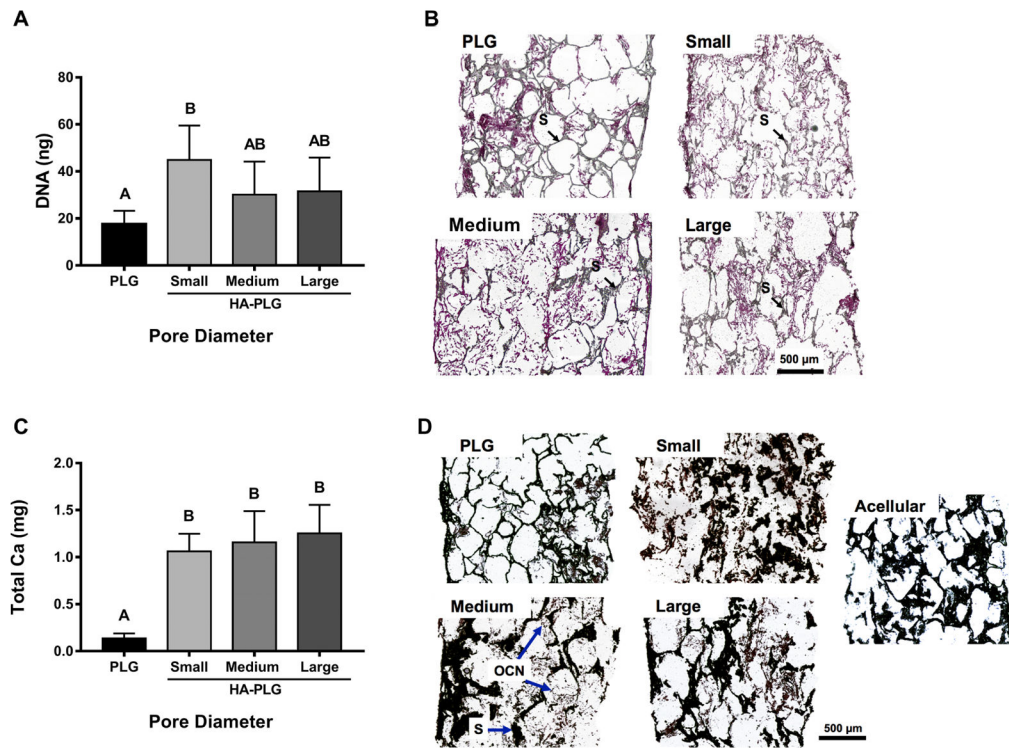 A
DNA (ng)
80
60
40
20
0
A
B
AB
AB
PLG
Small
Medium
Large
HA-PLG
Pore Diameter
B
PLG
S
Small
S
Medium
S
Large
S
500 µm
C
Total Ca (mg)
2.0
1.5
1.0
0.5
0.0
A
B
B
B
PLG
Small
Medium
Large
HA-PLG
Pore Diameter
D
PLG
Small
Acellular
Medium
OCN
S
Large
500 µm